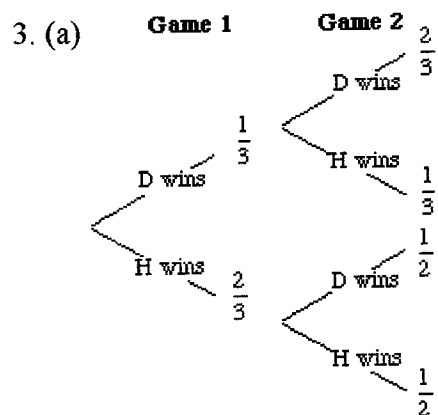 3. (a) Game 1 Game 2
2/3
D wins
1/3
H wins
D wins
1/3
H wins
1/2
2/3
D wins
H wins
1/2